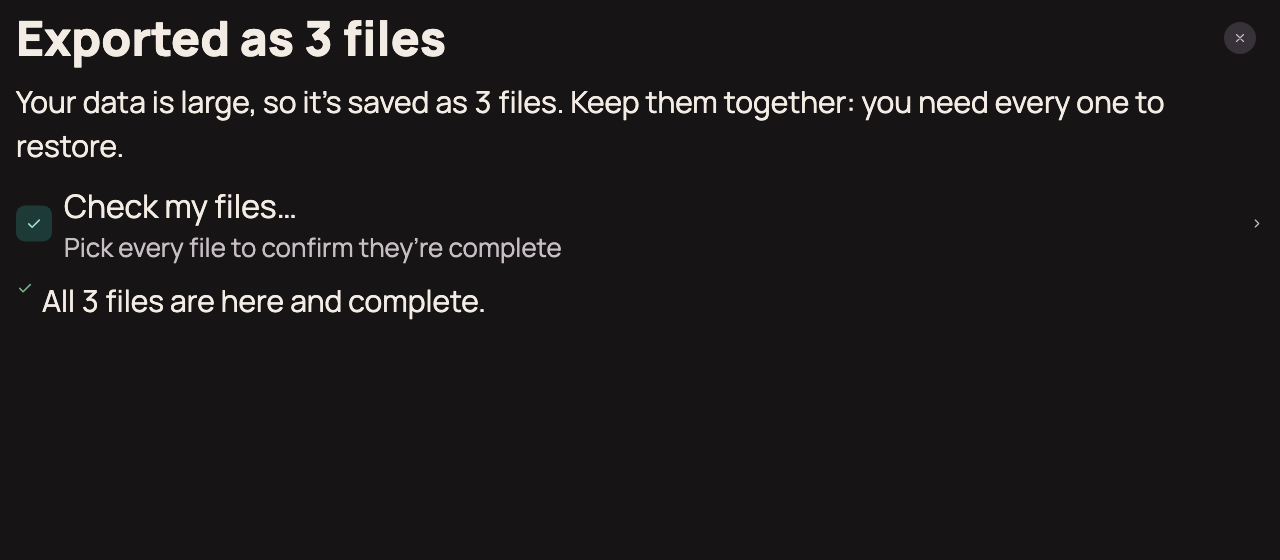 Exported as 3 files
Your data is large, so it’s saved as 3 files. Keep them together: you need every one to
restore.
Check my files…
Pick every file to confirm they’re complete
All 3 files are here and complete.